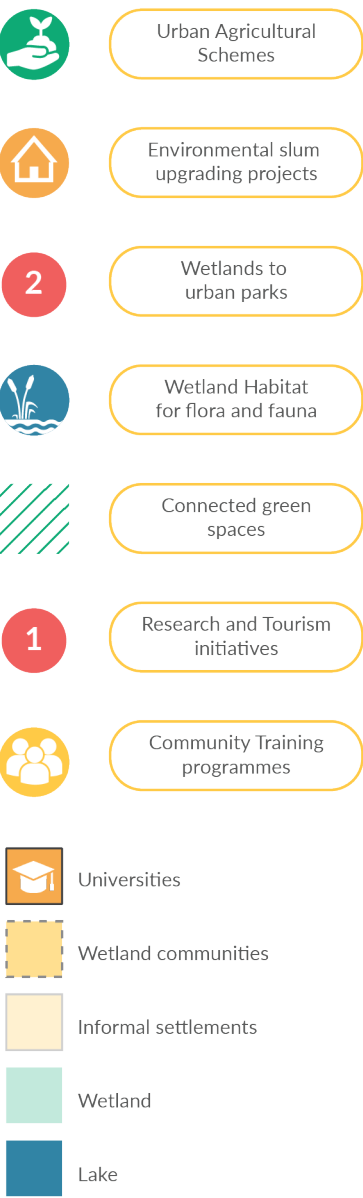 Urban Agricultural
Schemes
Environmental slum
upgrading projects
2
Wetlands to
urban parks
Wetland Habitat
for flora and fauna
Connected green
spaces
1
Research and Tourism
initiatives
Community Training
programmes
Universities
Wetland communities
Informal settlements
Wetland
Lake